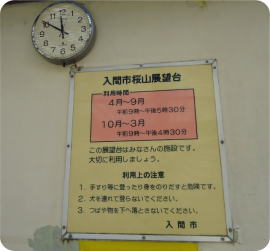 入間市桜山展望台
利用時間
4月～9月
午前9時～午後5時30分
10月～3月
午前9時～午後4時30分
この展望台はみなさんの施設です。
大切に利用しましょう。
利用上の注意
1. 手すり等に登ったり身をのりだすと危険です。
2. 犬を連れて登らないでください。
3. つばや物を下へ落とさないでください。
入間市